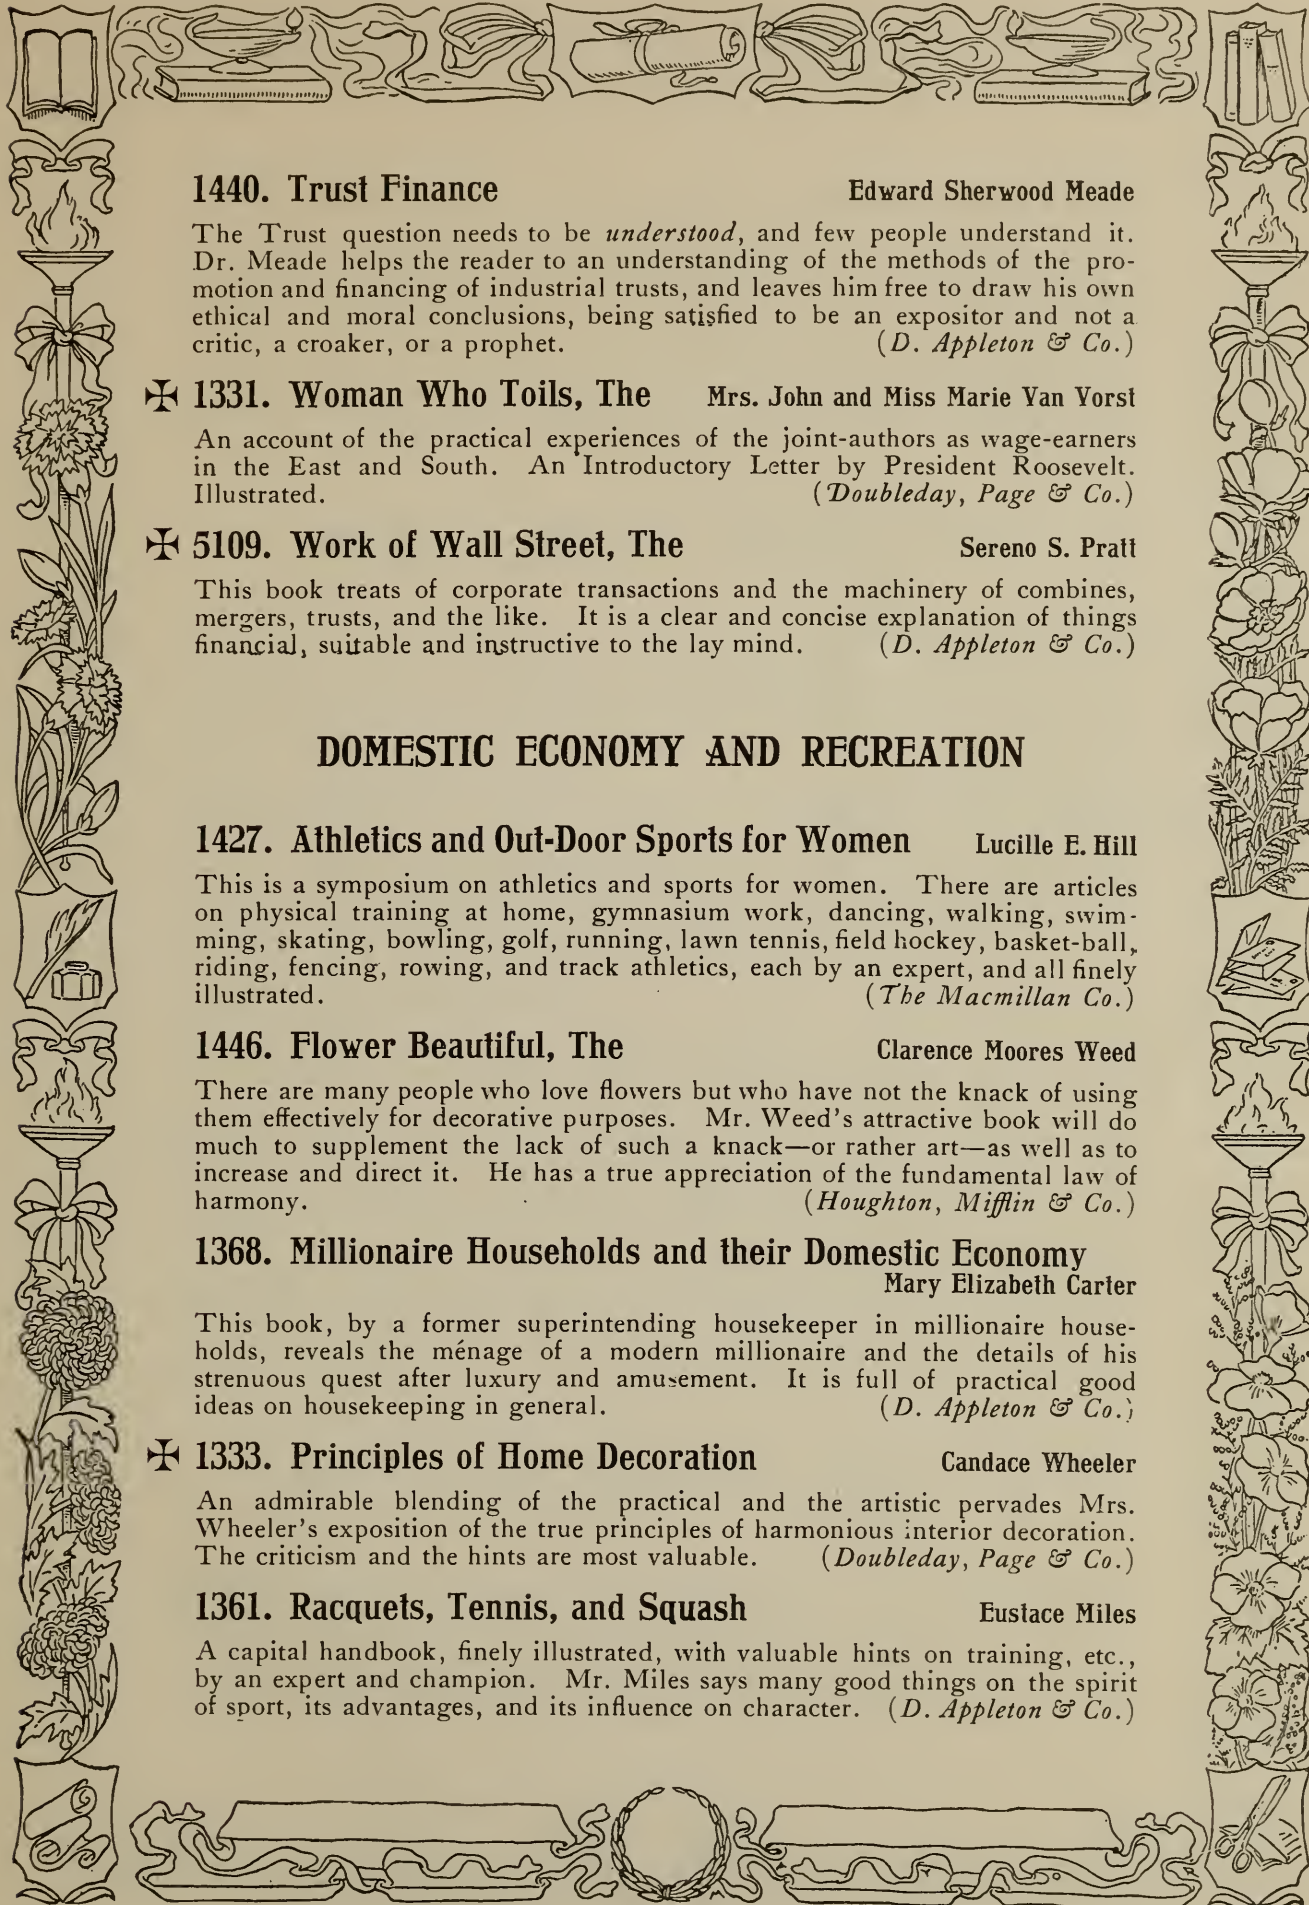 1440. Trust Finance Edward Sherwood Meade
The Trust question needs to be understood, and few people understand it.
Dr. Meade helps the reader to an understanding of the methods of the pro-
motion and financing of industrial trusts, and leaves him free to draw his own
ethical and moral conclusions, being satisfied to be an expositor and not a
critic, a croaker, or a prophet. (D. Appleton & Co.)
✠ 1331. Woman Who Toils, The Mrs. John and Miss Marie Van Vorst
An account of the practical experiences of the joint-authors as wage-earners
in the East and South. An Introductory Letter by President Roosevelt.
Illustrated. (Doubleday, Page & Co.)
✠ 5109. Work of Wall Street, The Sereno S. Pratt
This book treats of corporate transactions and the machinery of combines,
mergers, trusts, and the like. It is a clear and concise explanation of things
financial, suitable and instructive to the lay mind. (D. Appleton & Co.)
DOMESTIC ECONOMY AND RECREATION
1427. Athletics and Out-Door Sports for Women Lucille E. Hill
This is a symposium on athletics and sports for women. There are articles
on physical training at home, gymnasium work, dancing, walking, swim-
ming, skating, bowling, golf, running, lawn tennis, field hockey, basket-ball,
riding, fencing, rowing, and track athletics, each by an expert, and all finely
illustrated. (The Macmillan Co.)
1446. Flower Beautiful, The Clarence Moores Weed
There are many people who love flowers but who have not the knack of using
them effectively for decorative purposes. Mr. Weed's attractive book will do
much to supplement the lack of such a knack—or rather art—as well as to
increase and direct it. He has a true appreciation of the fundamental law of
harmony. (Houghton, Mifflin & Co.)
1368. Millionaire Households and their Domestic Economy
Mary Elizabeth Carter
This book, by a former superintending housekeeper in millionaire house-
holds, reveals the ménage of a modern millionaire and the details of his
strenuous quest after luxury and amusement. It is full of practical good
ideas on housekeeping in general. (D. Appleton & Co.)
✠ 1333. Principles of Home Decoration Candace Wheeler
An admirable blending of the practical and the artistic pervades Mrs.
Wheeler's exposition of the true principles of harmonious interior decoration.
The criticism and the hints are most valuable. (Doubleday, Page & Co.)
1361. Racquets, Tennis, and Squash Eustace Miles
A capital handbook, finely illustrated, with valuable hints on training, etc.,
by an expert and champion. Mr. Miles says many good things on the spirit
of sport, its advantages, and its influence on character. (D. Appleton & Co.)